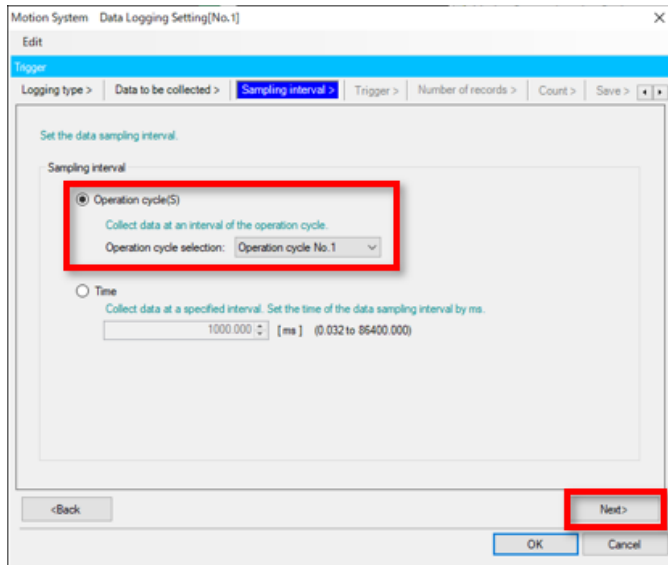 Motion System Data Logging Setting[No.1]
Edit
Trigger
Logging type > Data to be collected > Sampling interval > Trigger > Number of records > Count > Save >
Set the data sampling interval.
Sampling interval
Operation cycle(S)
Collect data at an interval of the operation cycle.
Operation cycle selection: Operation cycle No.1
Time
Collect data at a specified interval. Set the time of the data sampling interval by ms.
1000.000 [ms] (0.032 to 86400.000)
<Back Next>
OK Cancel